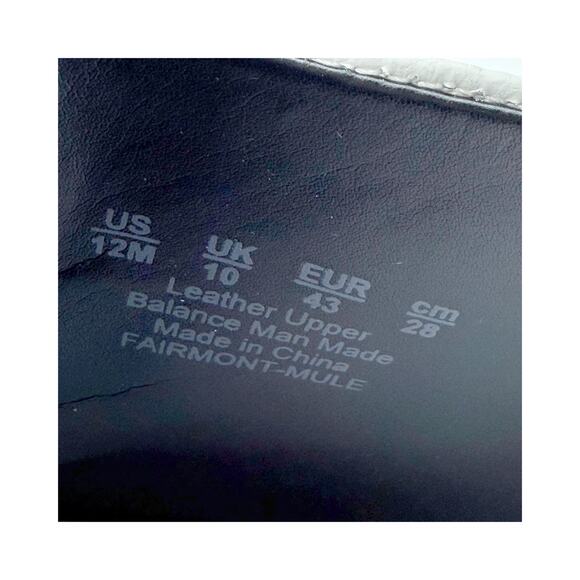 US UK EUR cm
12M 10 43 28
Leather Upper
Balance Man Made
Made in China
FAIRMONT-MULE